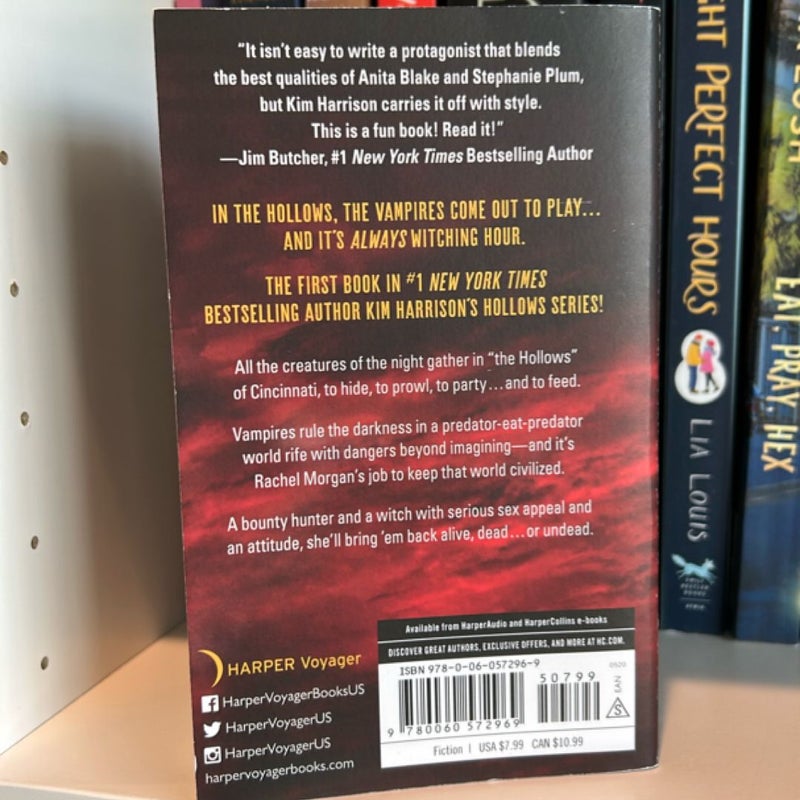 "It isn't easy to write a protagonist that blends
the best qualities of Anita Blake and Stephanie Plum,
but Kim Harrison carries it off with style.
This is a fun book! Read it!"
—Jim Butcher, #1 New York Times Bestselling Author
IN THE HOLLOWS, THE VAMPIRES COME OUT TO PLAY...
AND IT'S ALWAYS WITCHING HOUR.
THE FIRST BOOK IN #1 NEW YORK TIMES
BESTSELLING AUTHOR KIM HARRISON'S HOLLOWS SERIES!
All the creatures of the night gather in "the Hollows"
of Cincinnati, to hide, to prowl, to party...and to feed.
Vampires rule the darkness in a predator-eat-predator
world rife with dangers beyond imagining—and it's
Rachel Morgan's job to keep that world civilized.
A bounty hunter and a witch with serious sex appeal and
an attitude, she'll bring 'em back alive, dead...or undead.
HARPER Voyager
HarperVoyagerBooksUS
HarperVoyagerUS
HarperVoyagerUS
harpervoyagerbooks.com
Available from HarperAudio and HarperCollins e-books
DISCOVER GREAT AUTHORS, EXCLUSIVE OFFERS, AND MORE AT HC.COM.
ISBN 978-0-06-057296-9
0520
50799
EAN
S
9 780060 572969
Fiction | USA $7.99 CAN $10.99
PERFECT HOURS
LIA LOUIS
EAT, PRAY, HEX